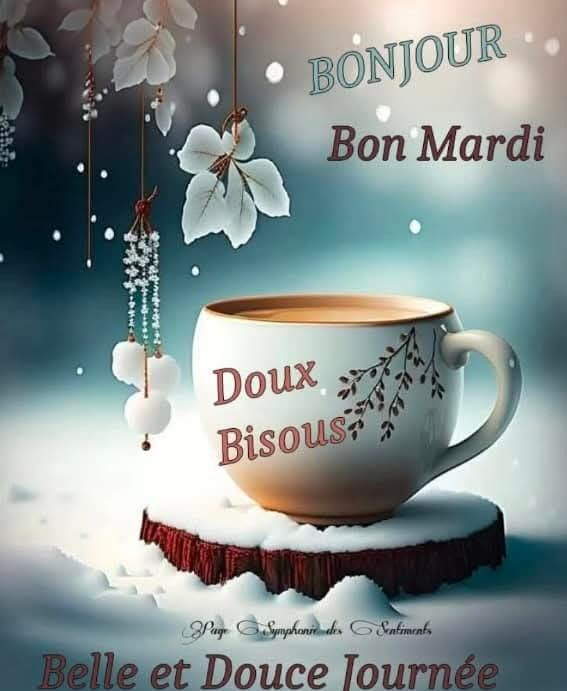 BONJOUR
Bon Mardi
Doux
Bisous
Page Symphonie des Sentiments
Belle et Douce Journée